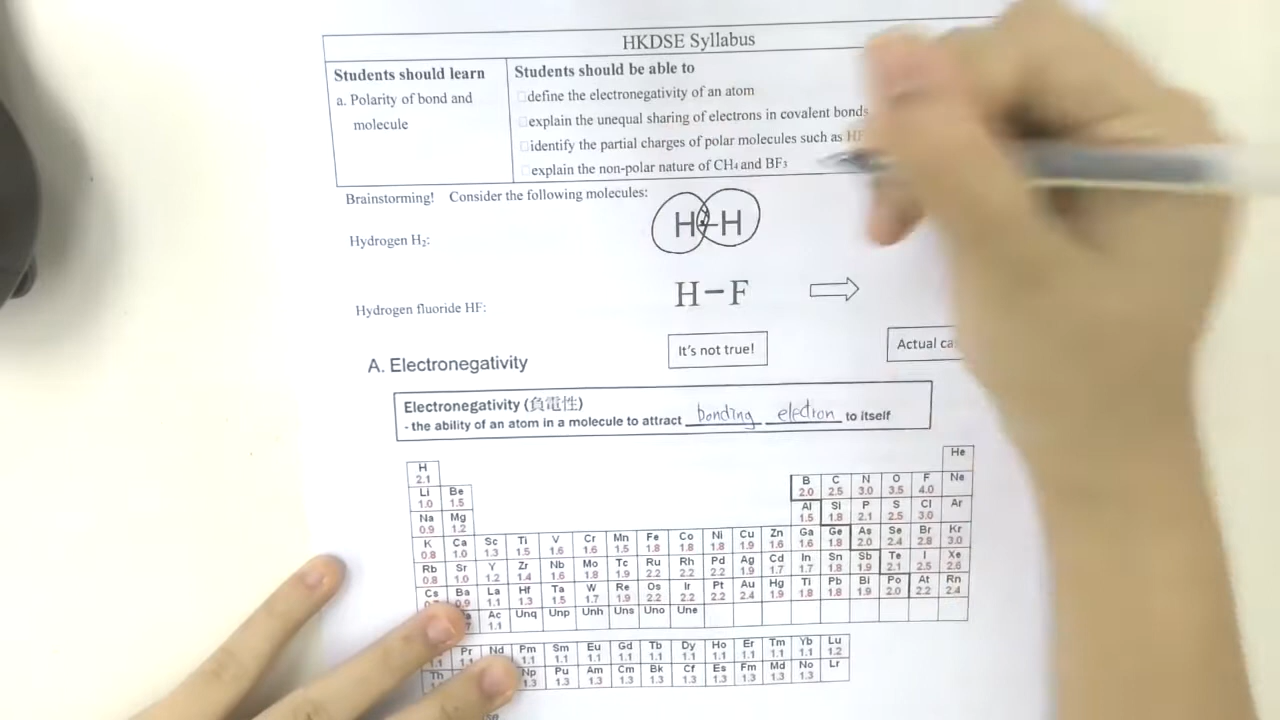 HKDSE Syllabus
Students should learn
Students should be able to
a. Polarity of bond and
molecule
□define the electronegativity of an atom
□explain the unequal sharing of electrons in covalent bonds
□identify the partial charges of polar molecules such as HF
□explain the non-polar nature of CH4 and BF3
Brainstorming! Consider the following molecules:
Hydrogen H2:
H-H
Hydrogen fluoride HF:
H-F
It's not true!
Actual ca
A. Electronegativity
Electronegativity (負電性)
- the ability of an atom in a molecule to attract bonding electron to itself
H He
2.1
Li Be B C N O F Ne
1.0 1.5 2.0 2.5 3.0 3.5 4.0
Na Mg Al Si P S Cl Ar
0.9 1.2 1.5 1.8 2.1 2.5 3.0
K Ca Sc Ti V Cr Mn Fe Co Ni Cu Zn Ga Ge As Se Br Kr
0.8 1.0 1.3 1.5 1.6 1.6 1.5 1.8 1.8 1.8 1.9 1.6 1.6 1.8 2.0 2.4 2.8 3.0
Rb Sr Y Zr Nb Mo Tc Ru Rh Pd Ag Cd In Sn Sb Te I Xe
0.8 1.0 1.2 1.4 1.6 1.8 1.9 2.2 2.2 2.2 1.9 1.7 1.7 1.8 1.9 2.1 2.5 2.6
Cs Ba La Hf Ta W Re Os Ir Pt Au Hg Tl Pb Bi Po At Rn
0.9 1.1 1.3 1.5 1.7 1.9 2.2 2.2 2.2 2.4 1.9 1.8 1.8 1.9 2.0 2.2 2.4
Ac Unq Unp Unh Uns Uno Une
1.1
Pr Nd Pm Sm Eu Gd Tb Dy Ho Er Tm Yb Lu
1.1 1.1 1.1 1.1 1.1 1.1 1.1 1.1 1.1 1.1 1.1 1.2
Th Np Pu Am Cm Bk Cf Es Fm Md No Lr
1.3 1.3 1.3 1.3 1.3 1.3 1.3 1.3 1.3 1.3